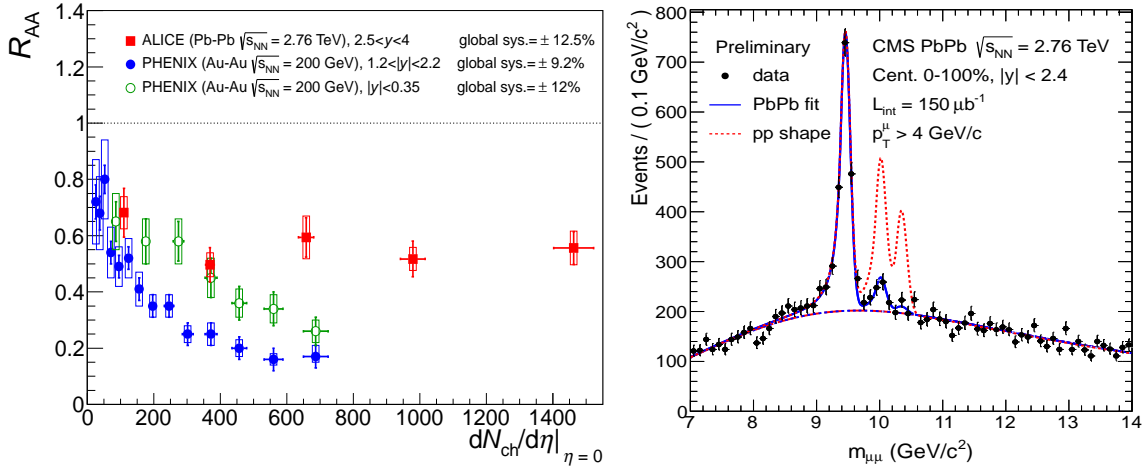 R_AA
1.4
1.2
1
0.8
0.6
0.4
0.2
0
ALICE (Pb-Pb √s_NN = 2.76 TeV), 2.5<y<4 global sys.= ± 12.5%
PHENIX (Au-Au √s_NN = 200 GeV), 1.2<|y|<2.2 global sys.= ± 9.2%
PHENIX (Au-Au √s_NN = 200 GeV), |y|<0.35 global sys.= ± 12%
0 200 400 600 800 1000 1200 1400
dN_ch/dη|_η = 0
Events / ( 0.1 GeV/c² )
800
700
600
500
400
300
200
100
0
Preliminary
data
PbPb fit
pp shape
CMS PbPb √s_NN = 2.76 TeV
Cent. 0-100%, |y| < 2.4
L_int = 150 μb⁻¹
p_T^μ > 4 GeV/c
7 8 9 10 11 12 13 14
m_μμ (GeV/c²)